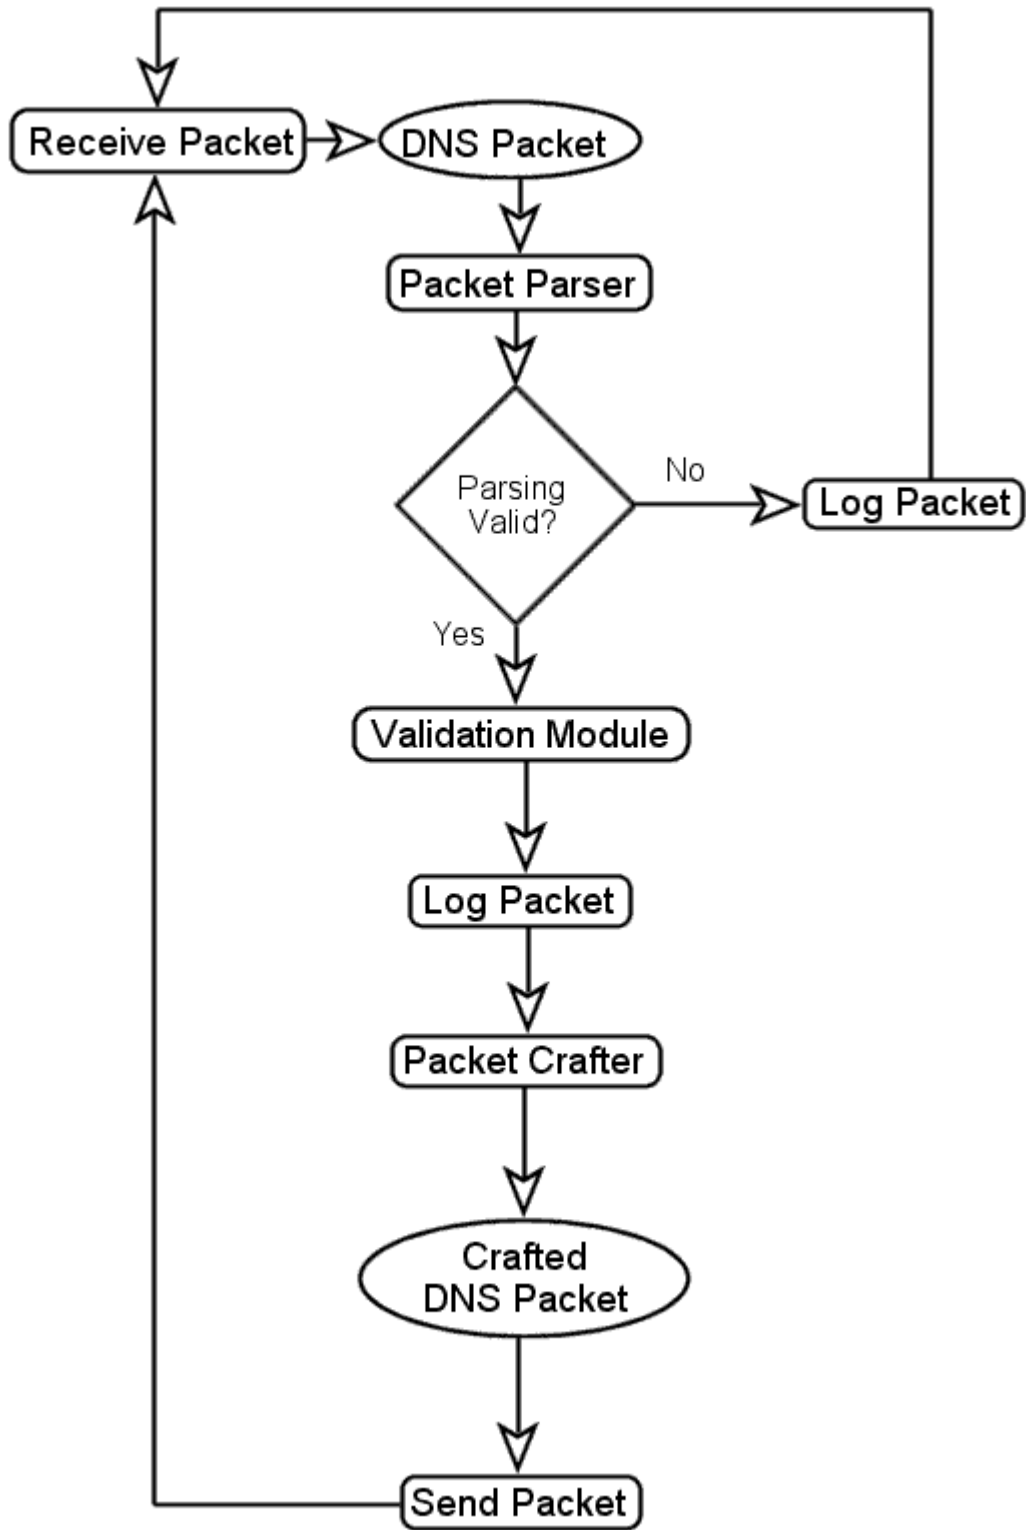 Receive Packet
DNS Packet
Packet Parser
Parsing
Valid?
No
Log Packet
Yes
Validation Module
Log Packet
Packet Crafter
Crafted
DNS Packet
Send Packet